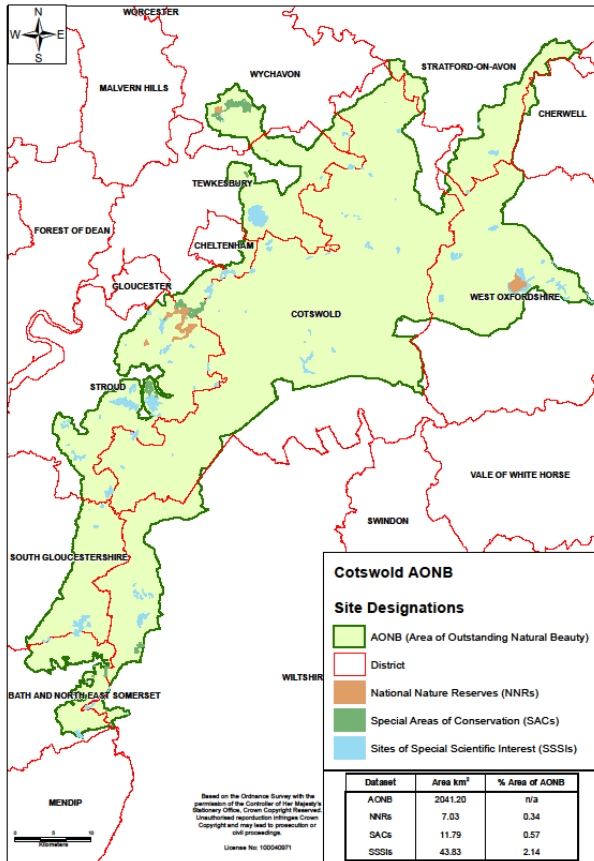 N
W E
S
WORCESTER
WYCHAVON
STRATFORD-ON-AVON
MALVERN HILLS
CHERWELL
TEWKESBURY
FOREST OF DEAN
CHELTENHAM
GLOUCESTER
WEST OXFORDSHIRE
COTSWOLD
STROUD
VALE OF WHITE HORSE
SWINDON
SOUTH GLOUCESTERSHIRE
WILTSHIR
BATH AND NORTH EAST SOMERSET
MENDIP
Cotswold AONB
Site Designations
AONB (Area of Outstanding Natural Beauty)
District
National Nature Reserves (NNRs)
Special Areas of Conservation (SACs)
Sites of Special Scientific Interest (SSSIs)
Dataset Area km² % Area of AONB
AONB 2041.20 n/a
NNRs 7.03 0.34
SACs 11.79 0.57
SSSIs 43.83 2.14
Based on the Ordnance Survey with the
permission of the Controller of Her Majesty's
Stationery Office, Crown Copyright Reserved.
Unauthorised reproduction infringes Crown
Copyright and may lead to prosecution or
civil proceedings.
License No: 100040971
0 5 10
Kilometers